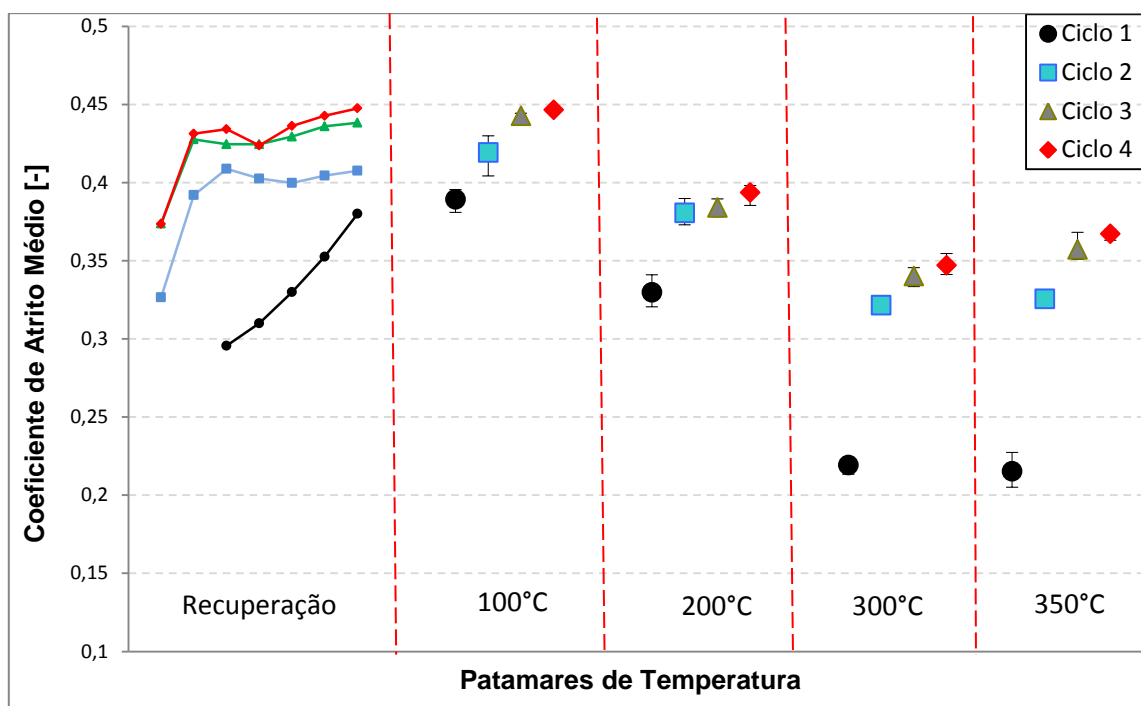 Coeficiente de Atrito Médio [-]
0,5
0,45
0,4
0,35
0,3
0,25
0,2
0,15
0,1
Ciclo 1
Ciclo 2
Ciclo 3
Ciclo 4
Recuperação
100°C
200°C
300°C
350°C
Patamares de Temperatura